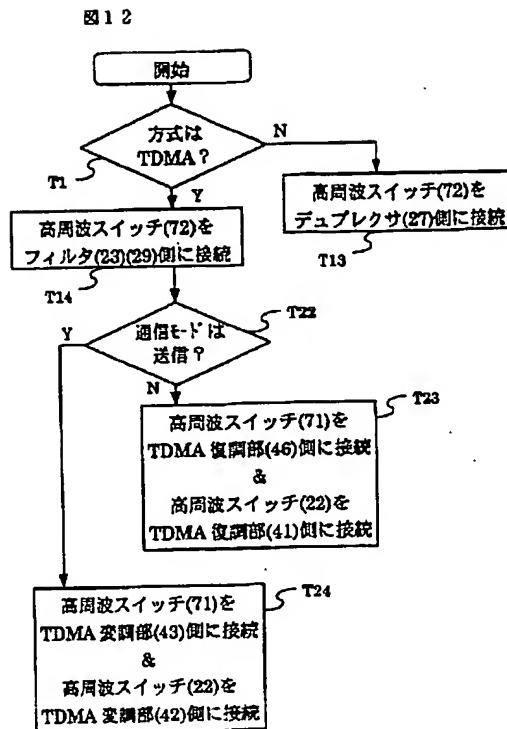 図12
開始
方式は
TDMA?
T1
N
Y
高周波スイッチ(72)を
デュプレクサ(27)側に接続
T13
高周波スイッチ(72)を
フィルタ(23)(29)側に接続
T14
通信モードは
送信?
T22
Y
N
高周波スイッチ(71)を
TDMA 復調部(46)側に接続
&
高周波スイッチ(22)を
TDMA 復調部(41)側に接続
T23
高周波スイッチ(71)を
TDMA 変調部(43)側に接続
&
高周波スイッチ(22)を
TDMA 変調部(42)側に接続
T24